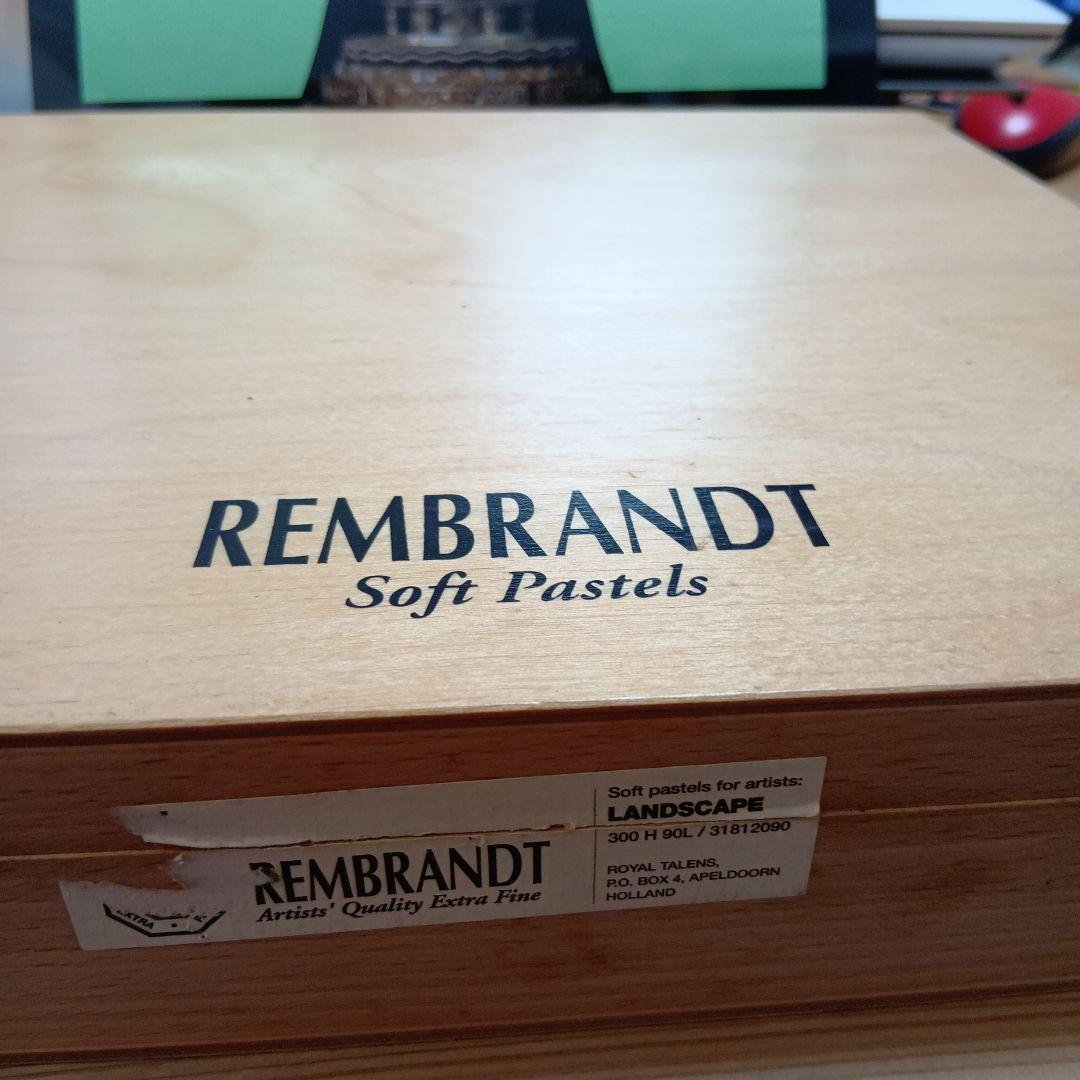 REMBRANDT
Soft Pastels
Soft pastels for artists:
LANDSCAPE
300 H 90L / 31812090
REMBRANDT
Artists' Quality Extra Fine
ROYAL TALENS,
P.O. BOX 4, APELDOORN
HOLLAND
EXTRA